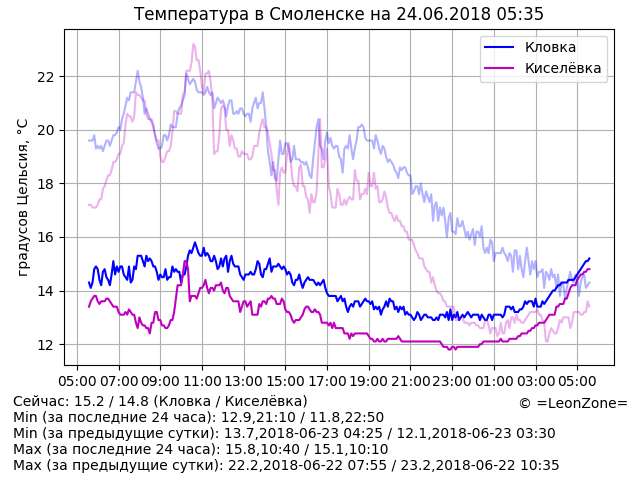 Температура в Смоленске на 24.06.2018 05:35
Кловка
Киселёвка
градусов Цельсия, °C
22
20
18
16
14
12
05:00 07:00 09:00 11:00 13:00 15:00 17:00 19:00 21:00 23:00 01:00 03:00 05:00
Сейчас: 15.2 / 14.8 (Кловка / Киселёвка)
© =LeonZone=
Min (за последние 24 часа): 12.9,21:10 / 11.8,22:50
Min (за предыдущие сутки): 13.7,2018-06-23 04:25 / 12.1,2018-06-23 03:30
Max (за последние 24 часа): 15.8,10:40 / 15.1,10:10
Max (за предыдущие сутки): 22.2,2018-06-22 07:55 / 23.2,2018-06-22 10:35